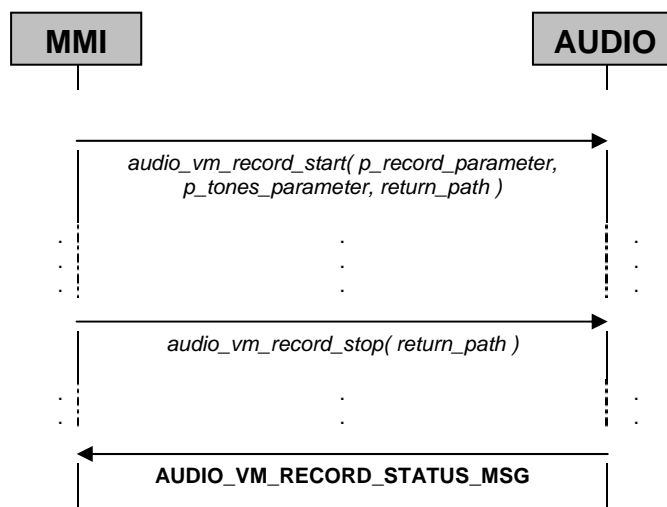 MMI
AUDIO
audio_vm_record_start( p_record_parameter,
p_tones_parameter, return_path )
audio_vm_record_stop( return_path )
AUDIO_VM_RECORD_STATUS_MSG